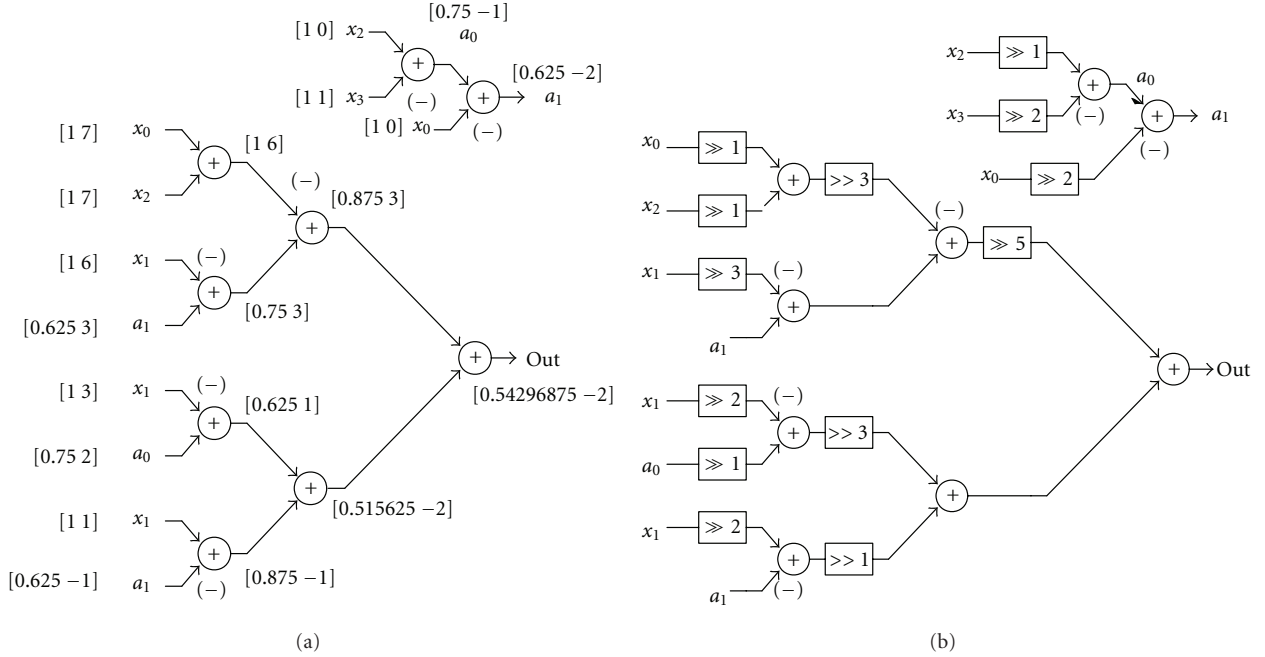 [1 0] x2
[0.75 −1]
a0
+
[1 1] x3
(−)
+
[0.625 −2]
a1
[1 0] x0
(−)
[1 7] x0
+
[1 6]
[1 7] x2
(−)
+
[0.875 3]
[1 6] x1
(−)
+
[0.75 3]
[0.625 3] a1
+
Out
[0.54296875 −2]
[1 3] x1
(−)
+
[0.625 1]
[0.75 2] a0
+
[0.515625 −2]
[1 1] x1
+
[0.875 −1]
[0.625 −1] a1
(−)
(a)
x2 ≫ 1
+
a0
x3 ≫ 2
(−)
+
a1
(−)
x0 ≫ 2
x0 ≫ 1
+
>> 3
x2 ≫ 1
(−)
+
≫ 5
x1 ≫ 3
(−)
+
a1
+
Out
x1 ≫ 2
(−)
+
>> 3
a0 ≫ 1
+
x1 ≫ 2
+
>> 1
a1
(−)
(b)